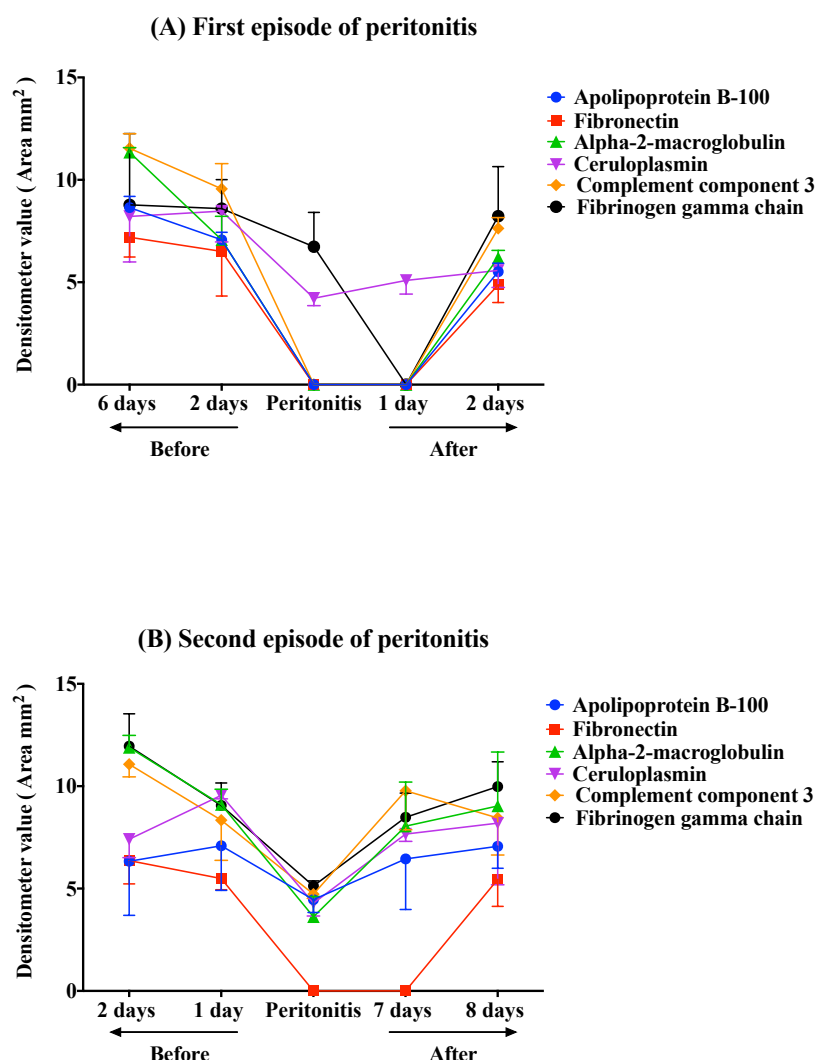 (A) First episode of peritonitis
Densitometer value ( Area mm² )
15
10
5
0
6 days 2 days Peritonitis 1 day 2 days
Before After
Apolipoprotein B-100
Fibronectin
Alpha-2-macroglobulin
Ceruloplasmin
Complement component 3
Fibrinogen gamma chain
(B) Second episode of peritonitis
Densitometer value ( Area mm² )
15
10
5
0
2 days 1 day Peritonitis 7 days 8 days
Before After
Apolipoprotein B-100
Fibronectin
Alpha-2-macroglobulin
Ceruloplasmin
Complement component 3
Fibrinogen gamma chain